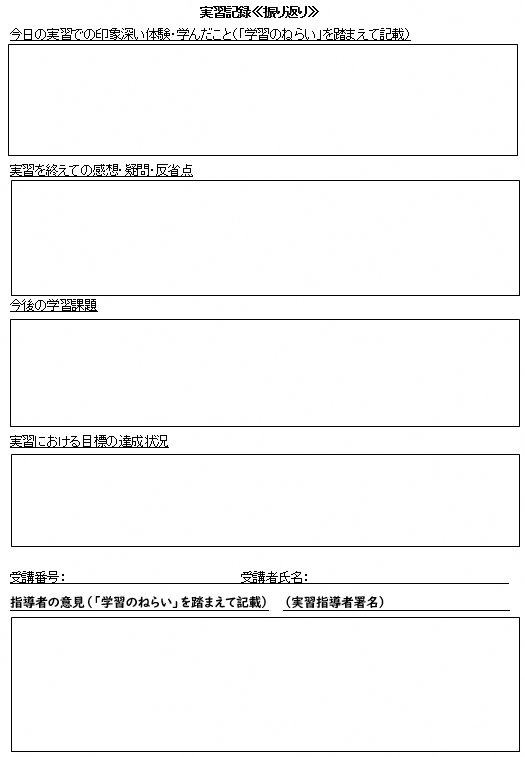 実習記録≪振り返り≫
今日の実習での印象深い体験・学んだこと(「学習のねらい」を踏まえて記載)
実習を終えての感想・疑問・反省点
今後の学習課題
実習における目標の達成状況
受講番号： 受講者氏名：
指導者の意見(「学習のねらい」を踏まえて記載) (実習指導者署名)